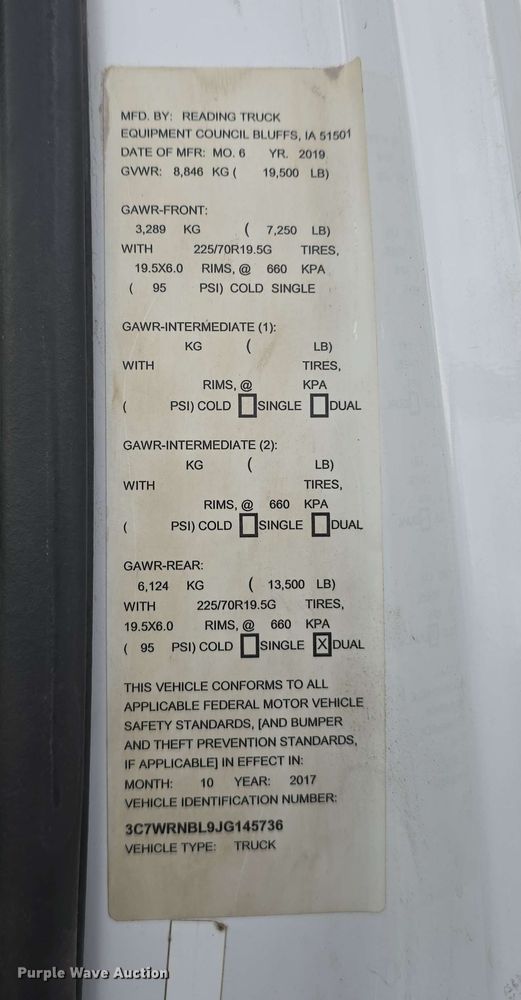 MFD. BY: READING TRUCK
EQUIPMENT COUNCIL BLUFFS, IA 51501
DATE OF MFR: MO. 6 YR. 2019
GVWR: 8,846 KG ( 19,500 LB)
GAWR-FRONT:
3,289 KG ( 7,250 LB)
WITH 225/70R19.5G TIRES,
19.5X6.0 RIMS, @ 660 KPA
( 95 PSI) COLD SINGLE
GAWR-INTERMEDIATE (1):
KG ( LB)
WITH TIRES,
RIMS, @ KPA
( PSI) COLD SINGLE DUAL
GAWR-INTERMEDIATE (2):
KG ( LB)
WITH TIRES,
RIMS, @ 660 KPA
( PSI) COLD SINGLE DUAL
GAWR-REAR:
6,124 KG ( 13,500 LB)
WITH 225/70R19.5G TIRES,
19.5X6.0 RIMS, @ 660 KPA
( 95 PSI) COLD SINGLE X DUAL
THIS VEHICLE CONFORMS TO ALL
APPLICABLE FEDERAL MOTOR VEHICLE
SAFETY STANDARDS, [AND BUMPER
AND THEFT PREVENTION STANDARDS,
IF APPLICABLE] IN EFFECT IN:
MONTH: 10 YEAR: 2017
VEHICLE IDENTIFICATION NUMBER:
3C7WRNBL9JG145736
VEHICLE TYPE: TRUCK
Purple Wave Auction